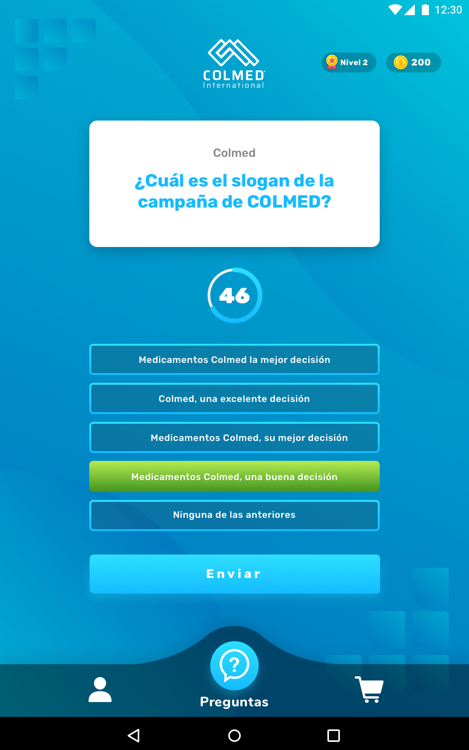 12:30
COLMED
International
Nivel 2
200
Colmed
¿Cuál es el slogan de la
campaña de COLMED?
46
Medicamentos Colmed la mejor decisión
Colmed, una excelente decisión
Medicamentos Colmed, su mejor decisión
Medicamentos Colmed, una buena decisión
Ninguna de las anteriores
Enviar
?
Preguntas